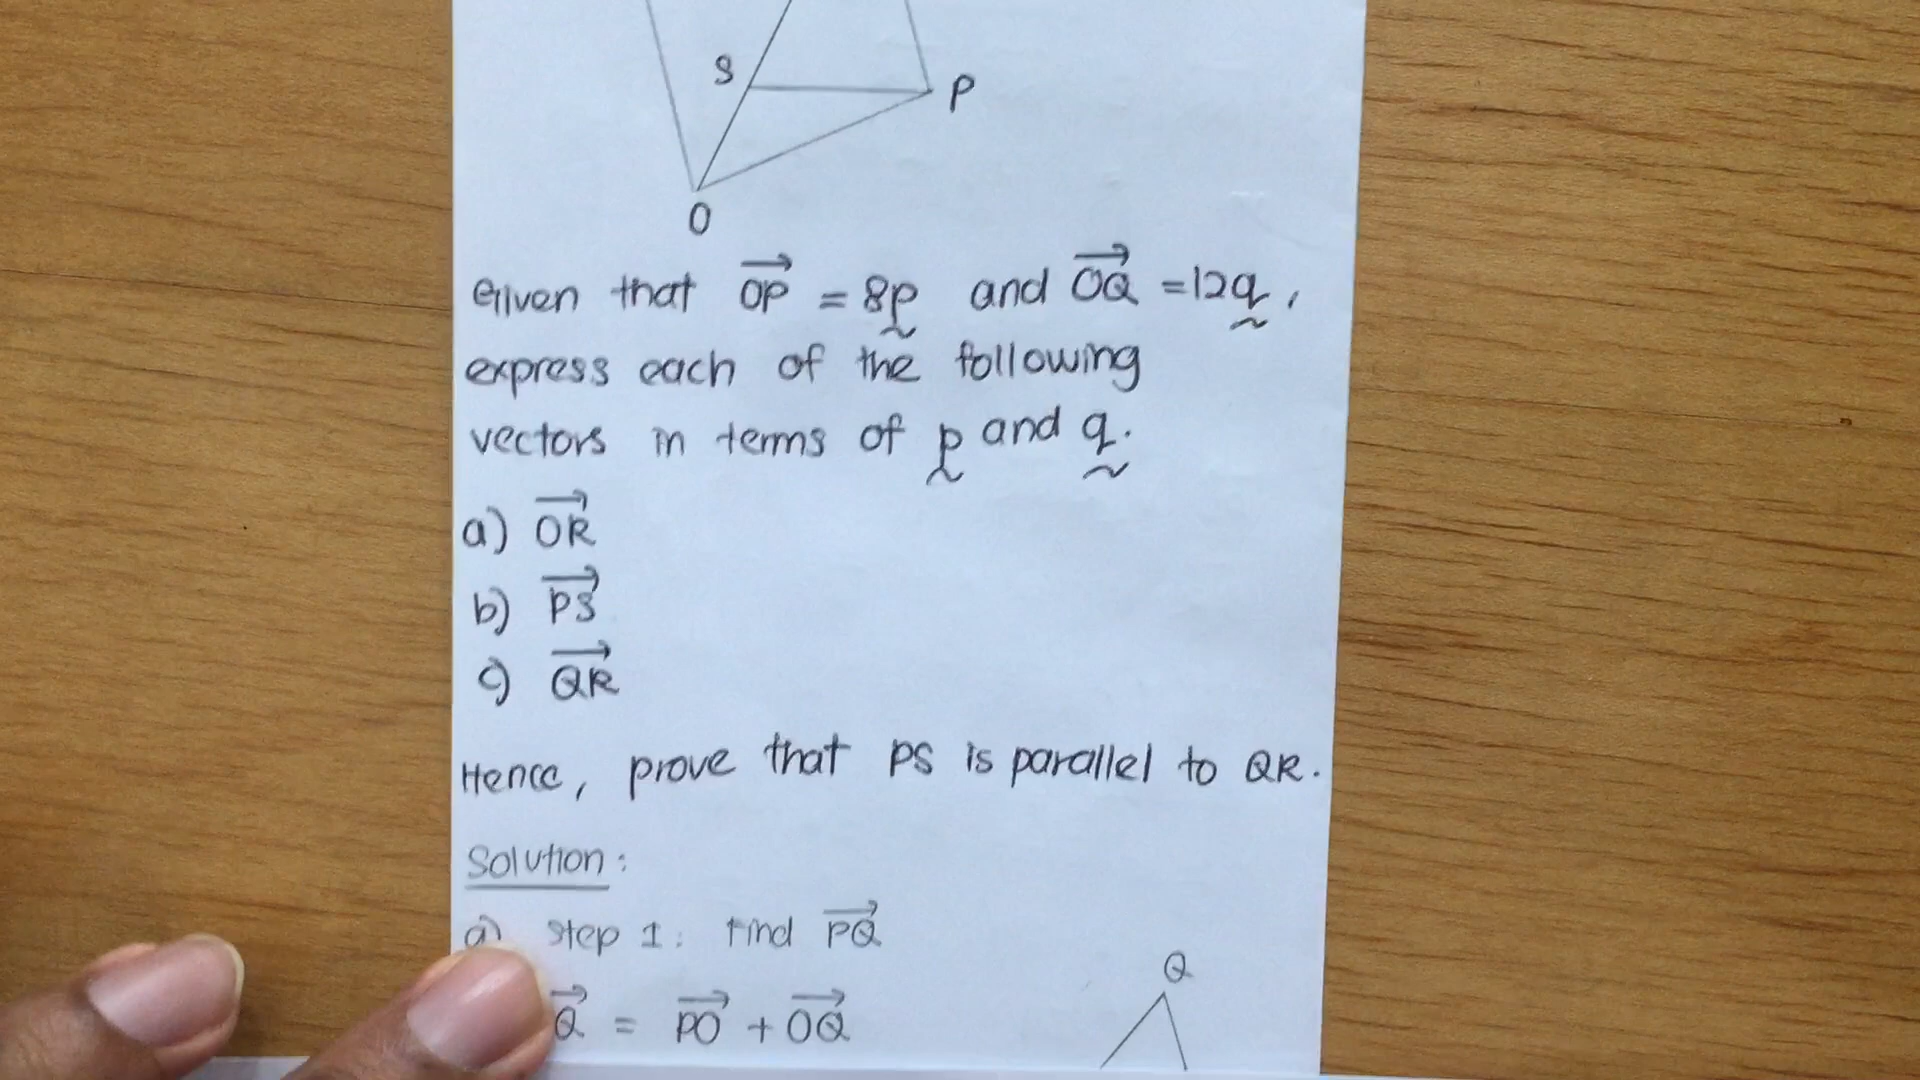 S
P
O
Given that OP = 8p and OQ = 12q,
express each of the following
vectors in terms of p and q.
a) OR
b) PS
c) QR
Hence, prove that PS is parallel to QR.
Solution:
a) Step 1: Find PQ
Q
Q = PO + OQ